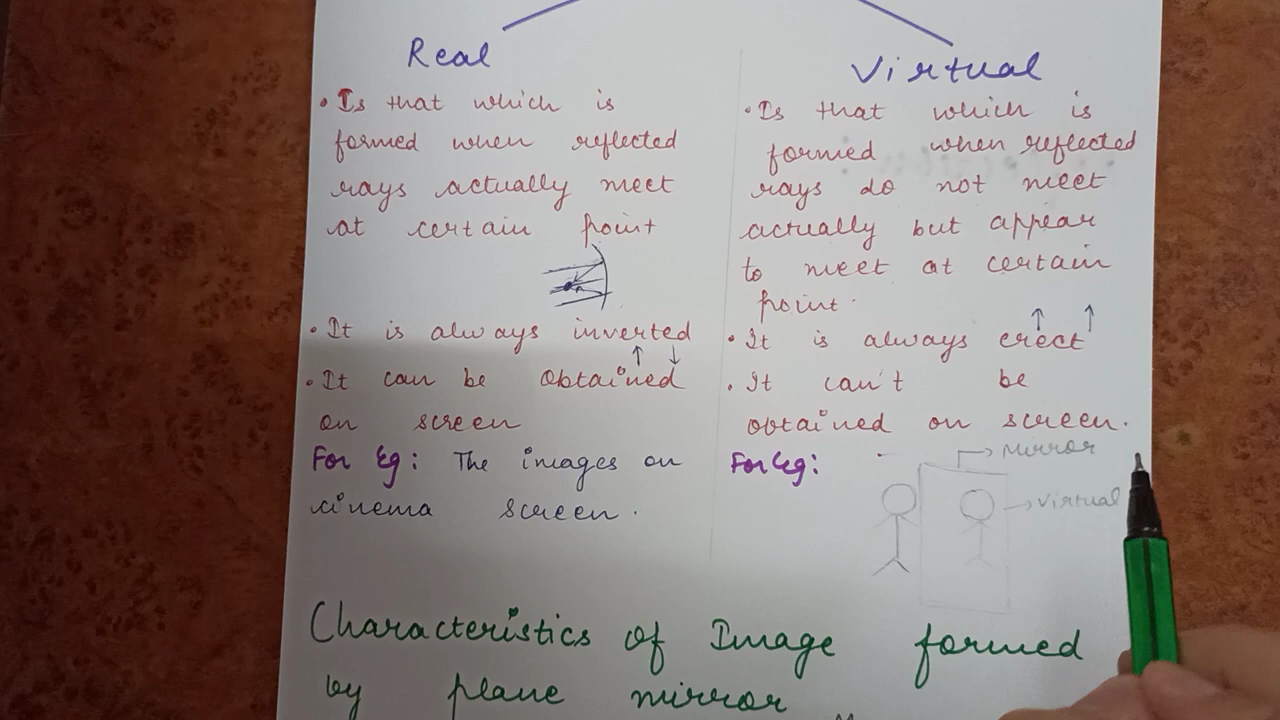 Real
• Is that which is
formed when reflected
rays actually meet
at certain point
• It is always inverted
• It can be obtained
on screen
For Eg: The images on
cinema screen.
Virtual
• Is that which is
formed when reflected
rays do not meet
actually but appear
to meet at certain
point.
• It is always erect
• It can't be
obtained on screen.
For eg:
Mirror
Virtual
Characteristics of Image formed
by plane mirror